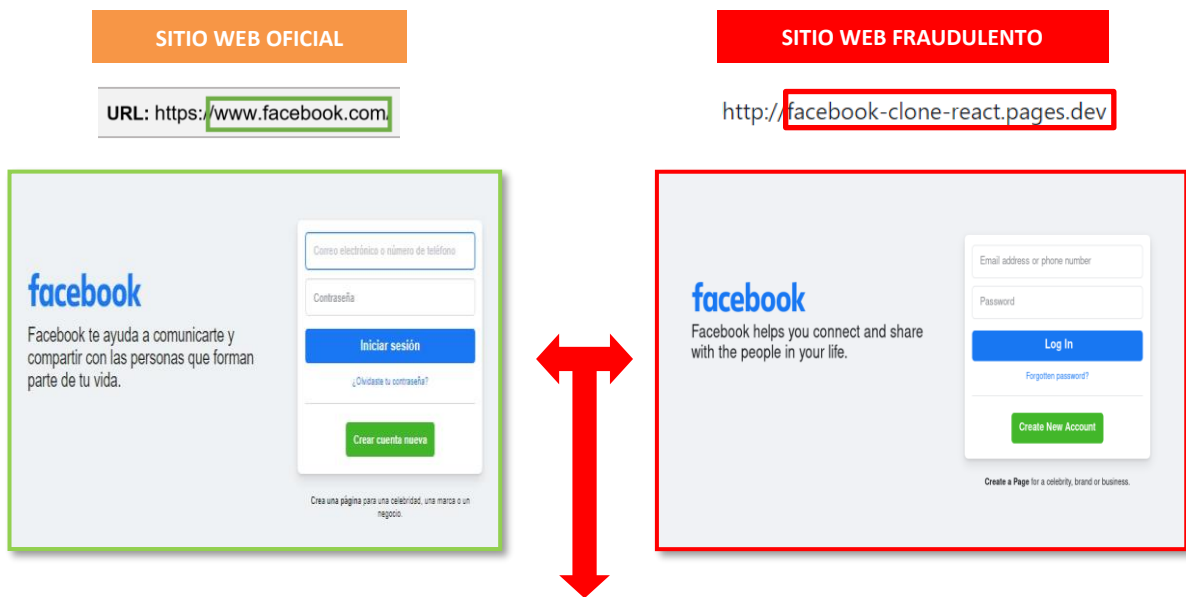 SITIO WEB OFICIAL
URL: https://www.facebook.com/
facebook
Facebook te ayuda a comunicarte y
compartir con las personas que forman
parte de tu vida.
Correo electrónico o número de teléfono
Contraseña
Iniciar sesión
¿Olvidaste tu contraseña?
Crear cuenta nueva
Crea una página para una celebridad, una marca o un
negocio.
SITIO WEB FRAUDULENTO
http://facebook-clone-react.pages.dev
facebook
Facebook helps you connect and share
with the people in your life.
Email address or phone number
Password
Log In
Forgotten password?
Create New Account
Create a Page for a celebrity, brand or business.